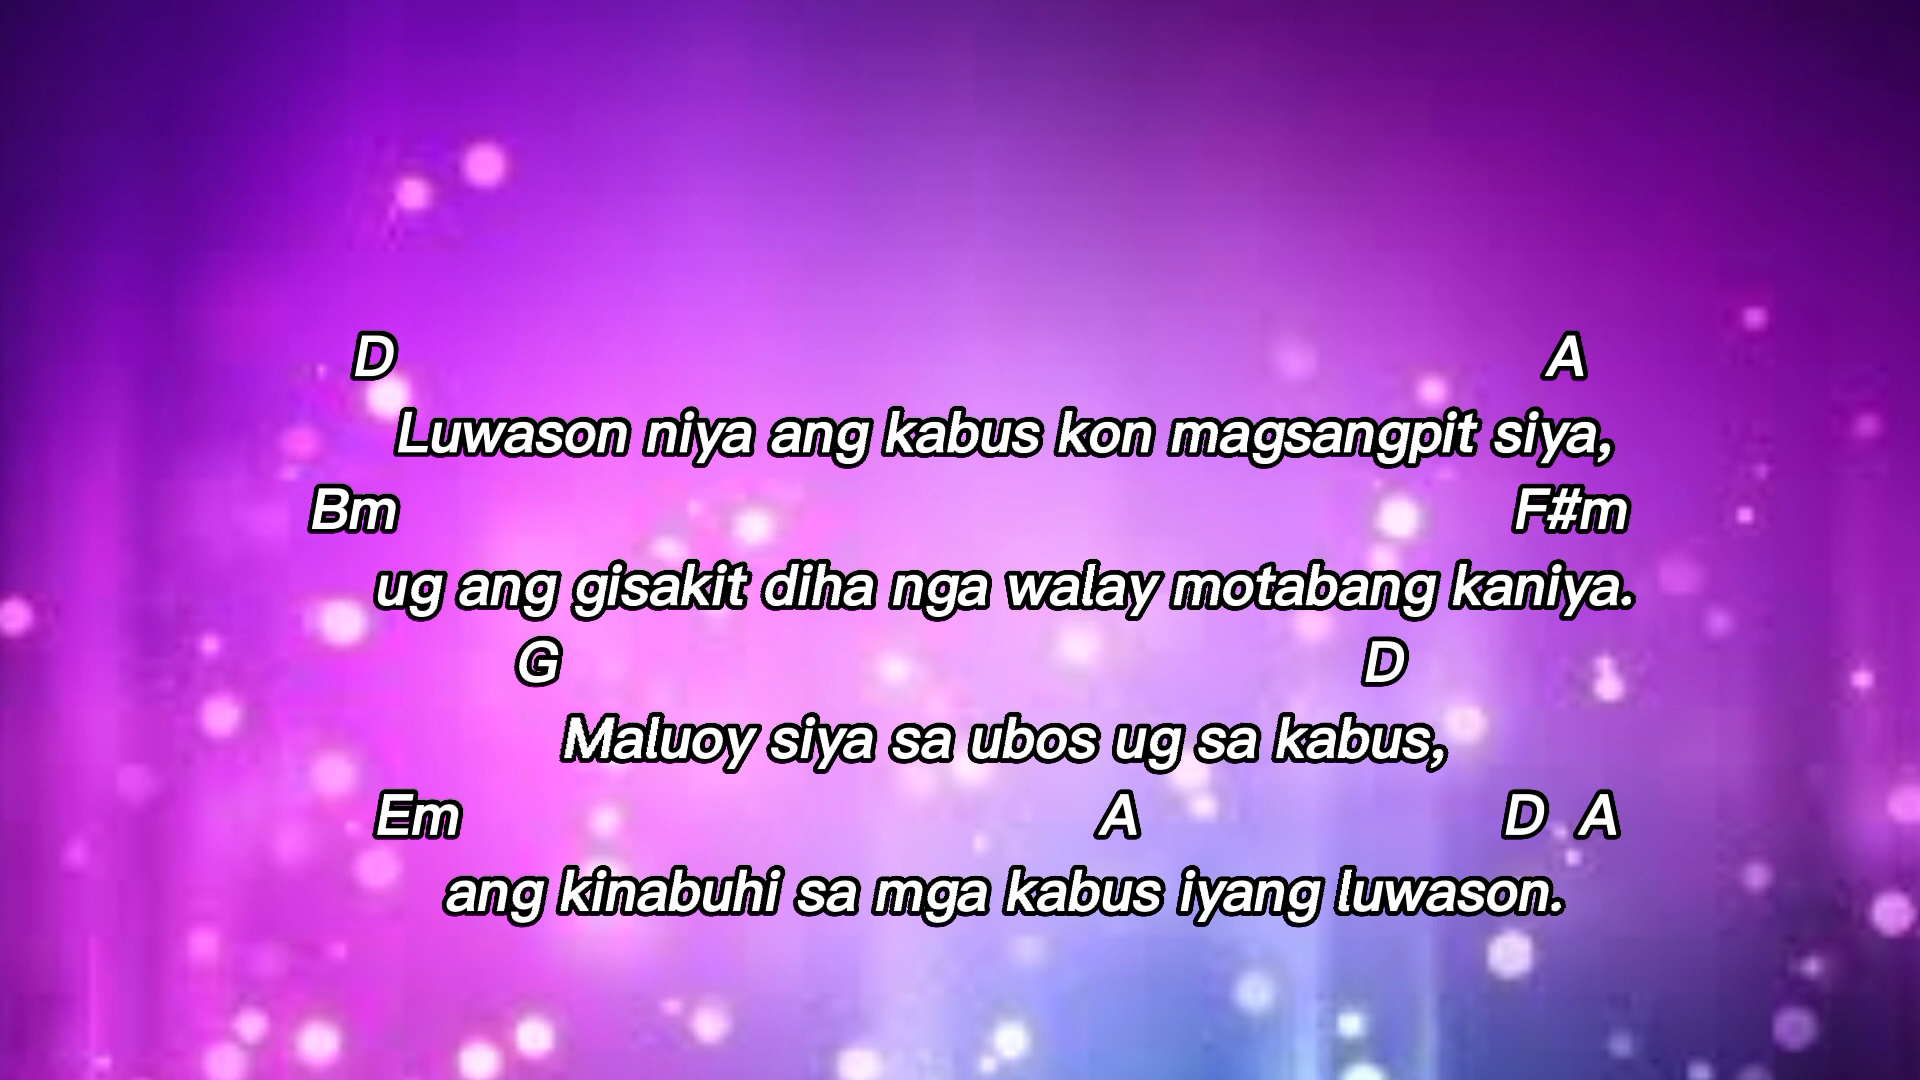 D A
Luwason niya ang kabus kon magsangpit siya,
Bm F#m
ug ang gisakit diha nga walay motabang kaniya.
G D
Maluoy siya sa ubos ug sa kabus,
Em A D A
ang kinabuhi sa mga kabus iyang luwason.